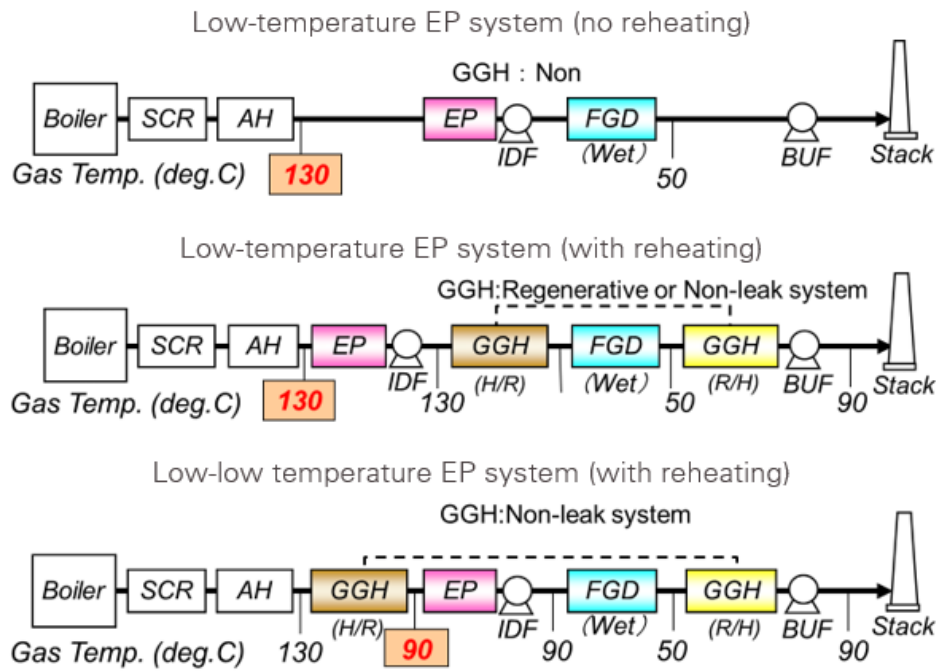 Low-temperature EP system (no reheating)
GGH : Non
Boiler SCR AH EP FGD
IDF (Wet) BUF Stack
Gas Temp. (deg.C) 130 50
Low-temperature EP system (with reheating)
GGH:Regenerative or Non-leak system
Boiler SCR AH EP GGH FGD GGH
IDF (H/R) (Wet) (R/H) BUF Stack
Gas Temp. (deg.C) 130 130 50 90
Low-low temperature EP system (with reheating)
GGH:Non-leak system
Boiler SCR AH GGH EP FGD GGH
(H/R) IDF (Wet) (R/H) BUF Stack
Gas Temp. (deg.C) 130 90 90 50 90